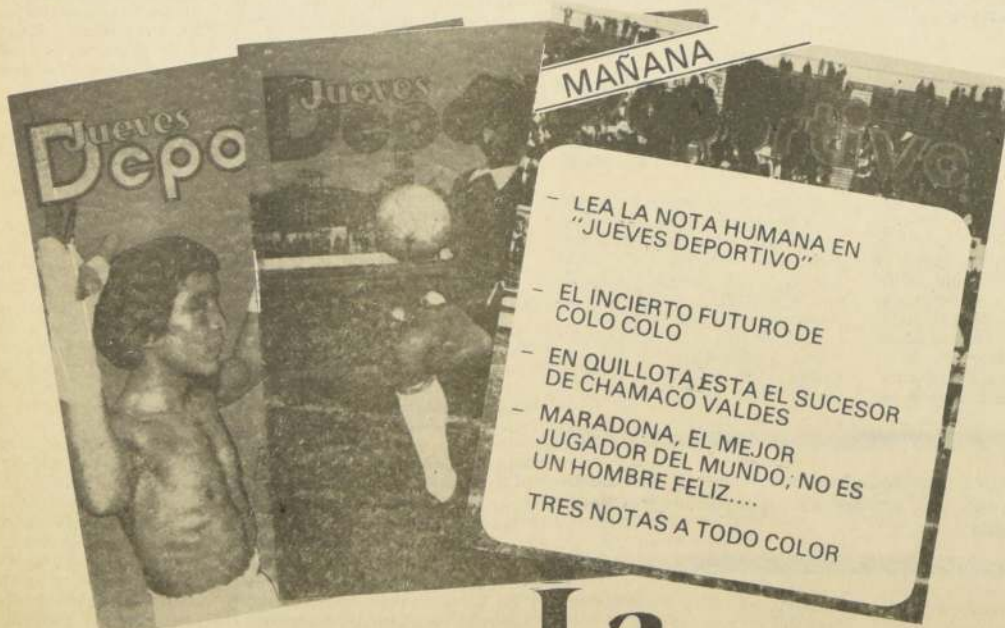 Jueves
Depo
Jueves
Depo
MAÑANA
- LEA LA NOTA HUMANA EN
"JUEVES DEPORTIVO"
- EL INCIERTO FUTURO DE
COLO COLO
- EN QUILLOTA ESTA EL SUCESOR
DE CHAMACO VALDES
- MARADONA, EL MEJOR
JUGADOR DEL MUNDO, NO ES
UN HOMBRE FELIZ....
TRES NOTAS A TODO COLOR
La